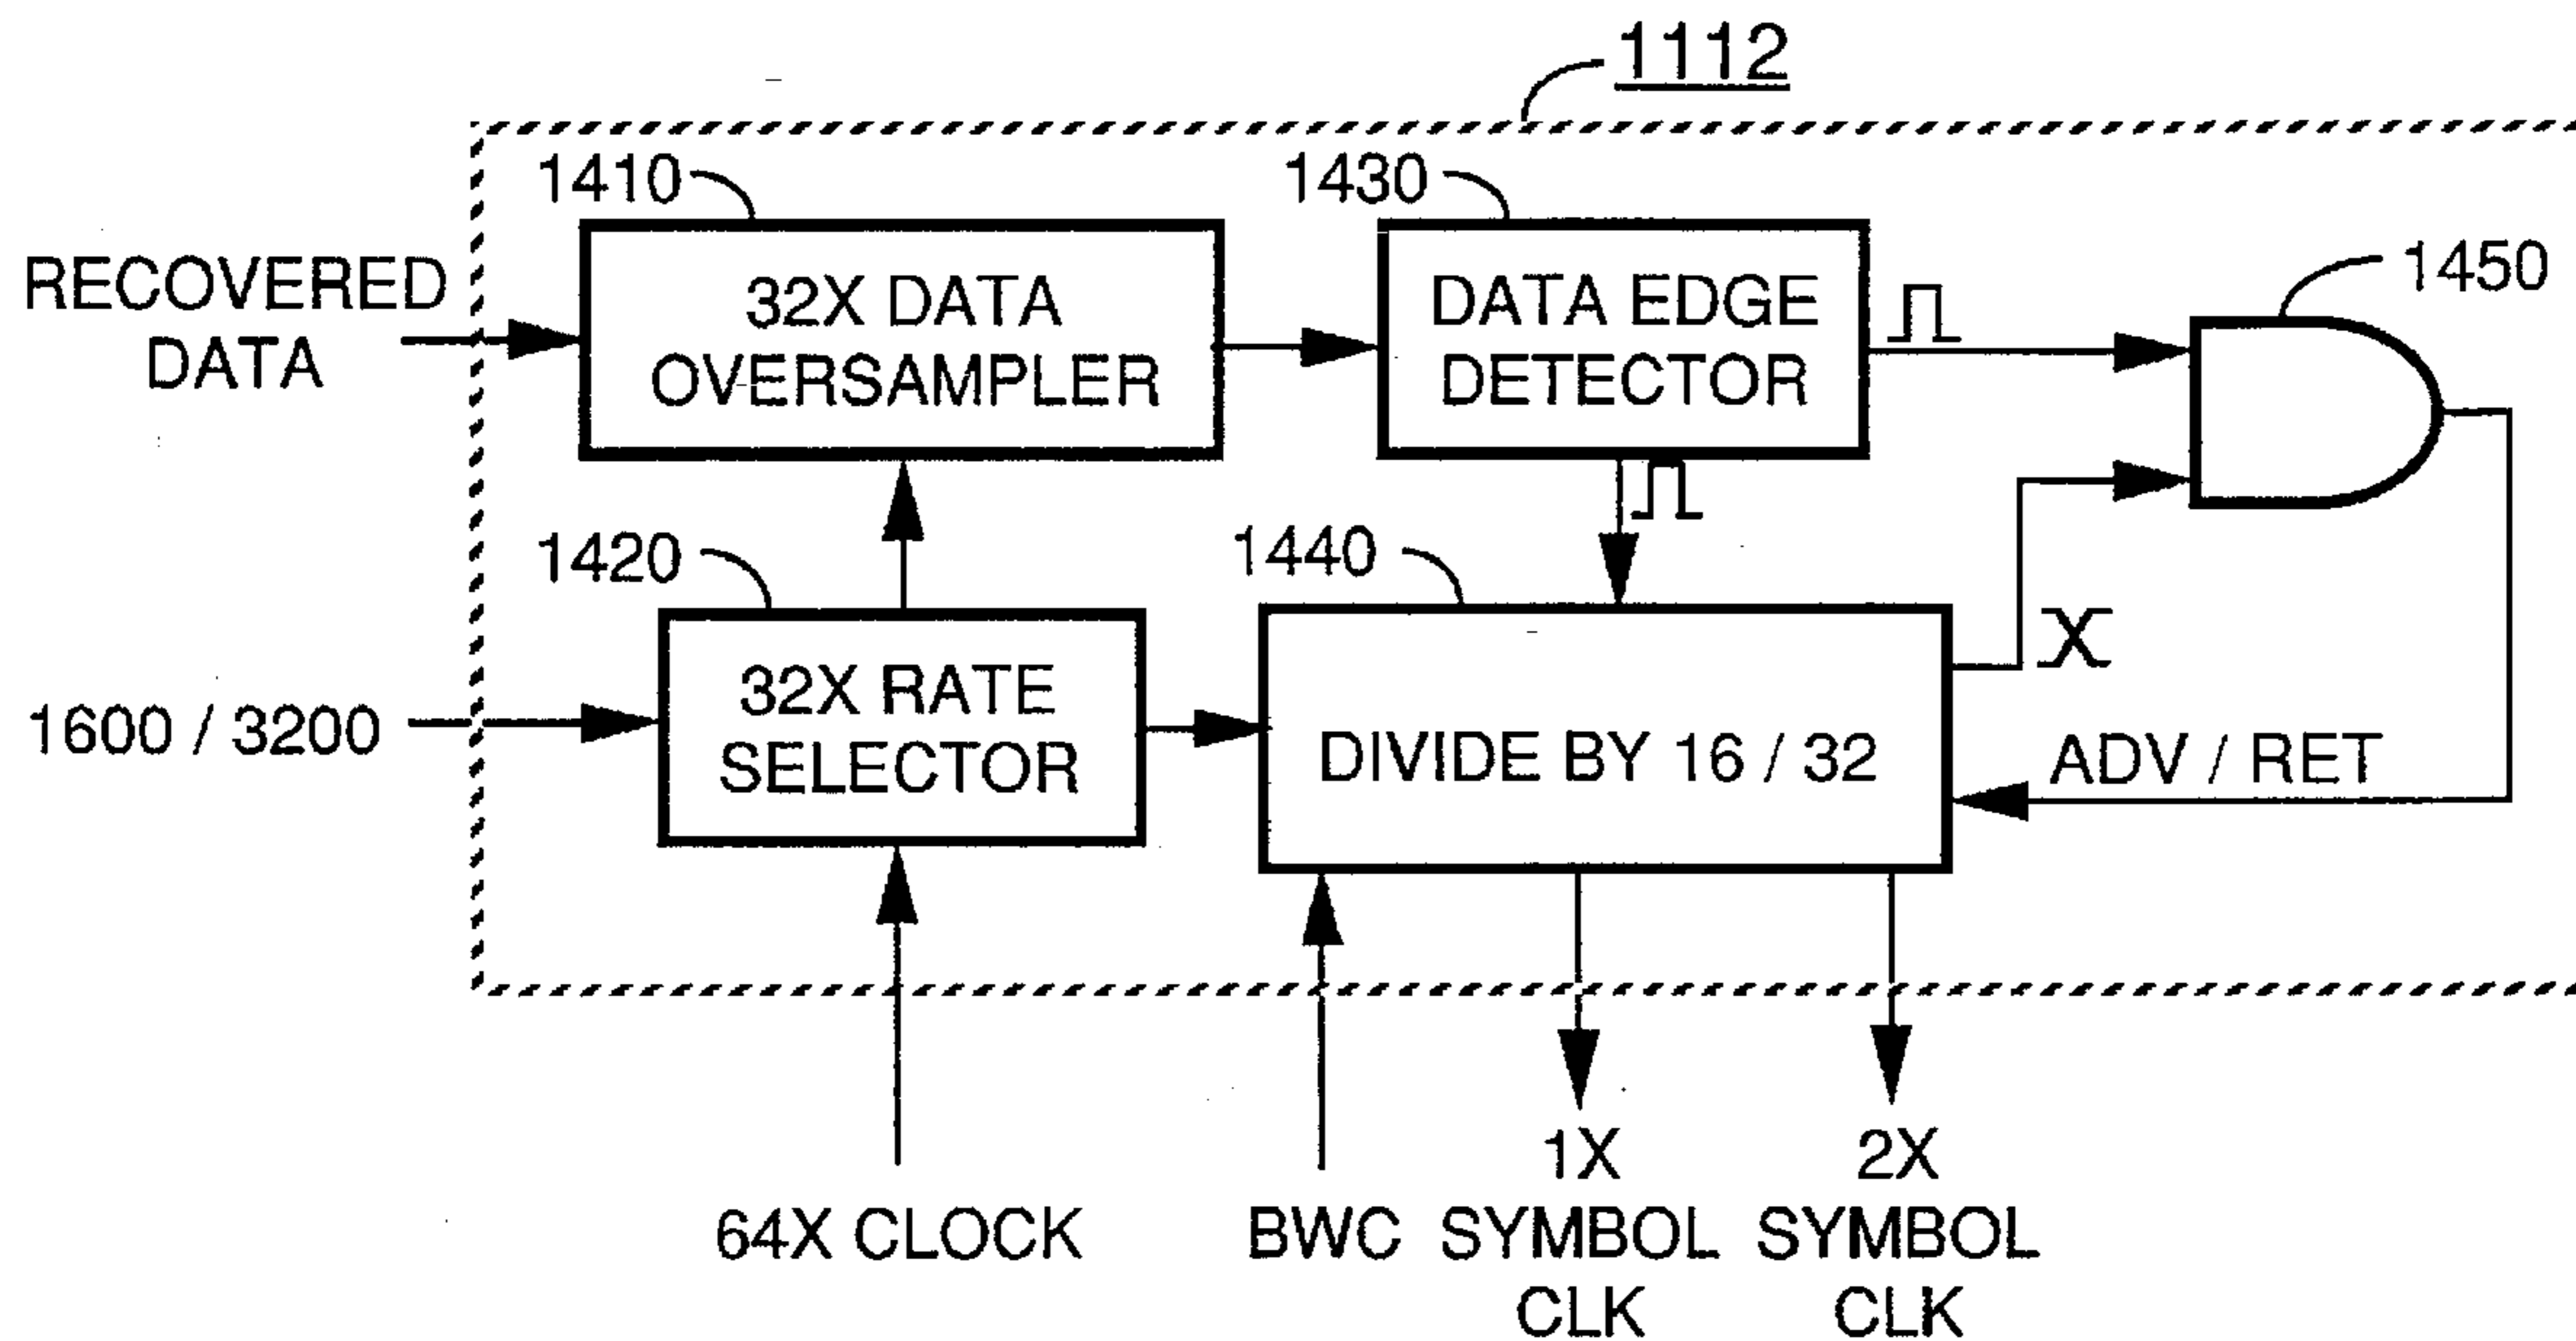 1112
1410
1430
1450
RECOVERED
DATA
32X DATA
OVERSAMPLER
DATA EDGE
DETECTOR
1420
1440
1600 / 3200
32X RATE
SELECTOR
DIVIDE BY 16 / 32
ADV / RET
64X CLOCK
BWC
1X
SYMBOL
CLK
2X
SYMBOL
CLK